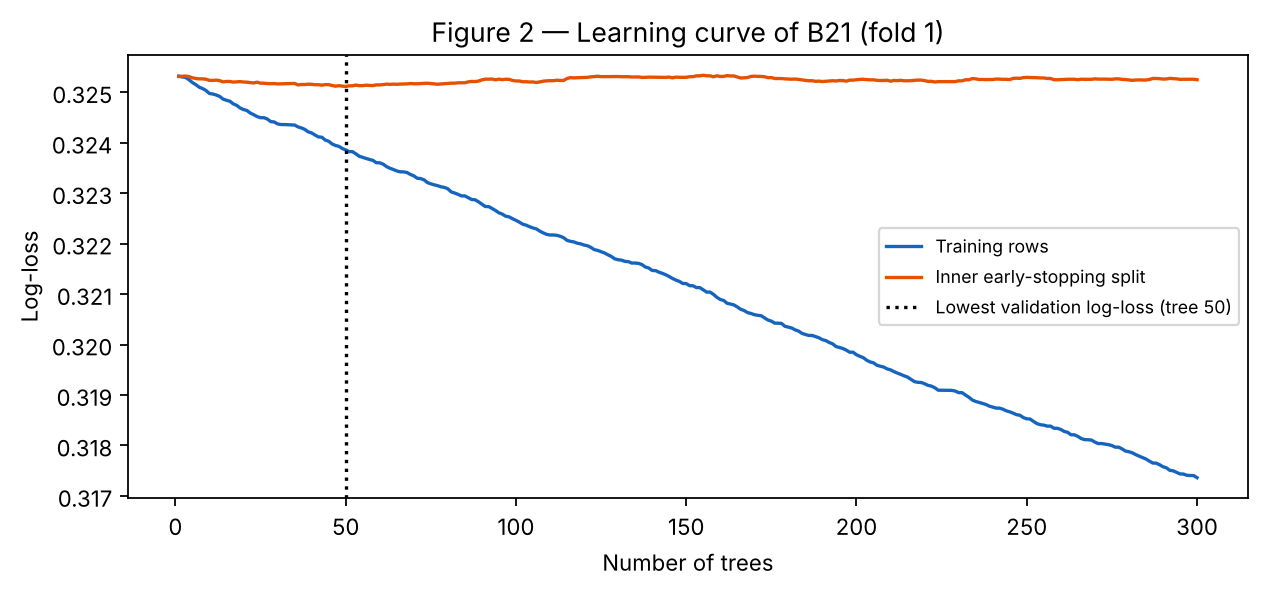 Figure 2 — Learning curve of B21 (fold 1)
Log-loss
0.325
0.324
0.323
0.322
0.321
0.320
0.319
0.318
0.317
Training rows
Inner early-stopping split
Lowest validation log-loss (tree 50)
0 50 100 150 200 250 300
Number of trees